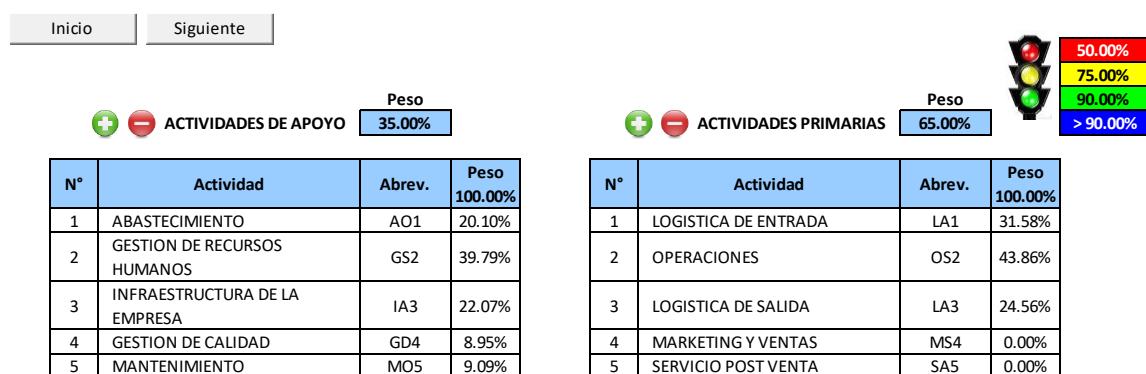 Inicio Siguiente
50.00%
75.00%
Peso Peso 90.00%
ACTIVIDADES DE APOYO 35.00% ACTIVIDADES PRIMARIAS 65.00% > 90.00%
N° Actividad Abrev. Peso 100.00%
1 ABASTECIMIENTO AO1 20.10%
2 GESTION DE RECURSOS
HUMANOS GS2 39.79%
3 INFRAESTRUCTURA DE LA
EMPRESA IA3 22.07%
4 GESTION DE CALIDAD GD4 8.95%
5 MANTENIMIENTO MO5 9.09%
N° Actividad Abrev. Peso 100.00%
1 LOGISTICA DE ENTRADA LA1 31.58%
2 OPERACIONES OS2 43.86%
3 LOGISTICA DE SALIDA LA3 24.56%
4 MARKETING Y VENTAS MS4 0.00%
5 SERVICIO POST VENTA SA5 0.00%